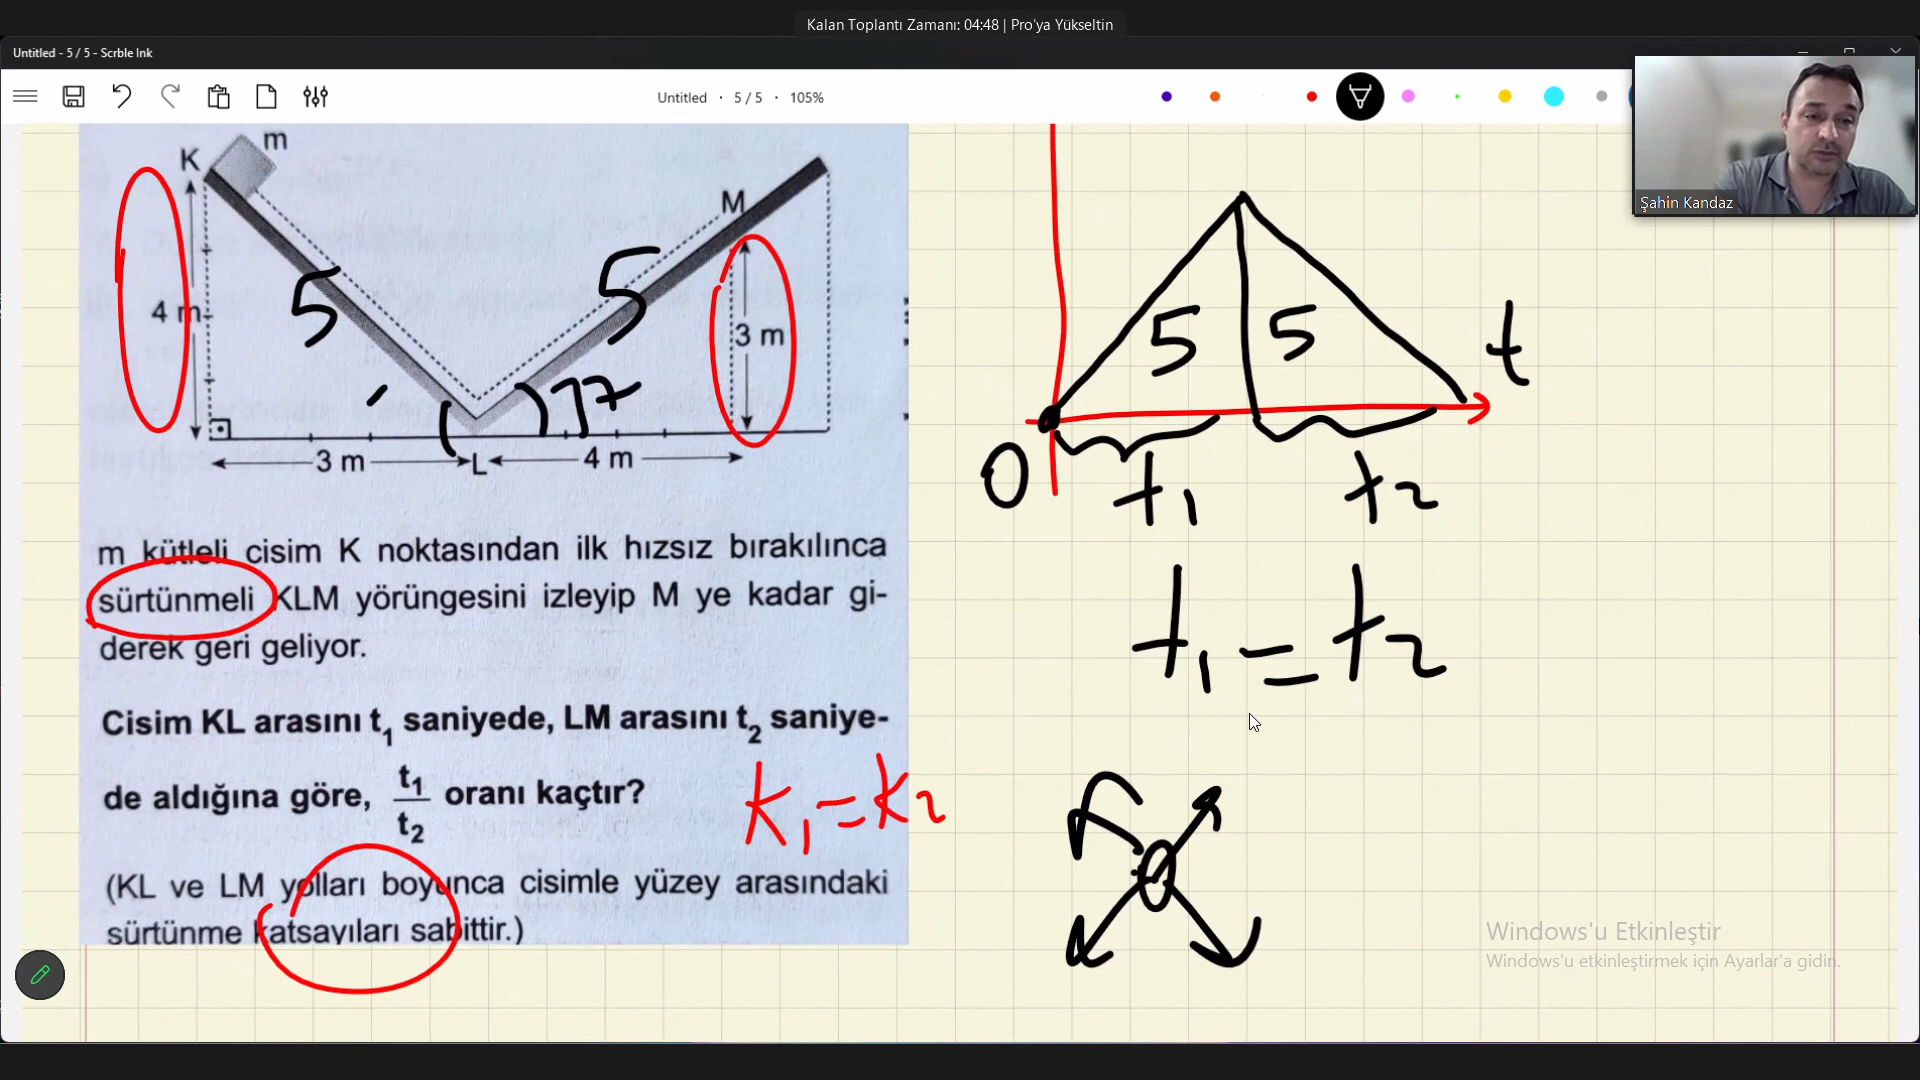 Kalan Toplantı Zamanı: 04:48 | Pro'ya Yükseltin
Untitled - 5 / 5 - Scrble Ink
Untitled · 5 / 5 · 105%
Şahin Kandaz
K
m
M
4 m
5
5
3 m
37
3 m
L
4 m
m kütleli cisim K noktasından ilk hızsız bırakılınca
sürtünmeli KLM yörüngesini izleyip M ye kadar gi-
derek geri geliyor.
Cisim KL arasını t1 saniyede, LM arasını t2 saniye-
de aldığına göre, t1/t2 oranı kaçtır?
k1 = k2
(KL ve LM yolları boyunca cisimle yüzey arasındaki
sürtünme katsayıları sabittir.)
5
5
t
0
t1
t2
t1 = t2
Windows'u Etkinleştir
Windows'u etkinleştirmek için Ayarlar'a gidin.